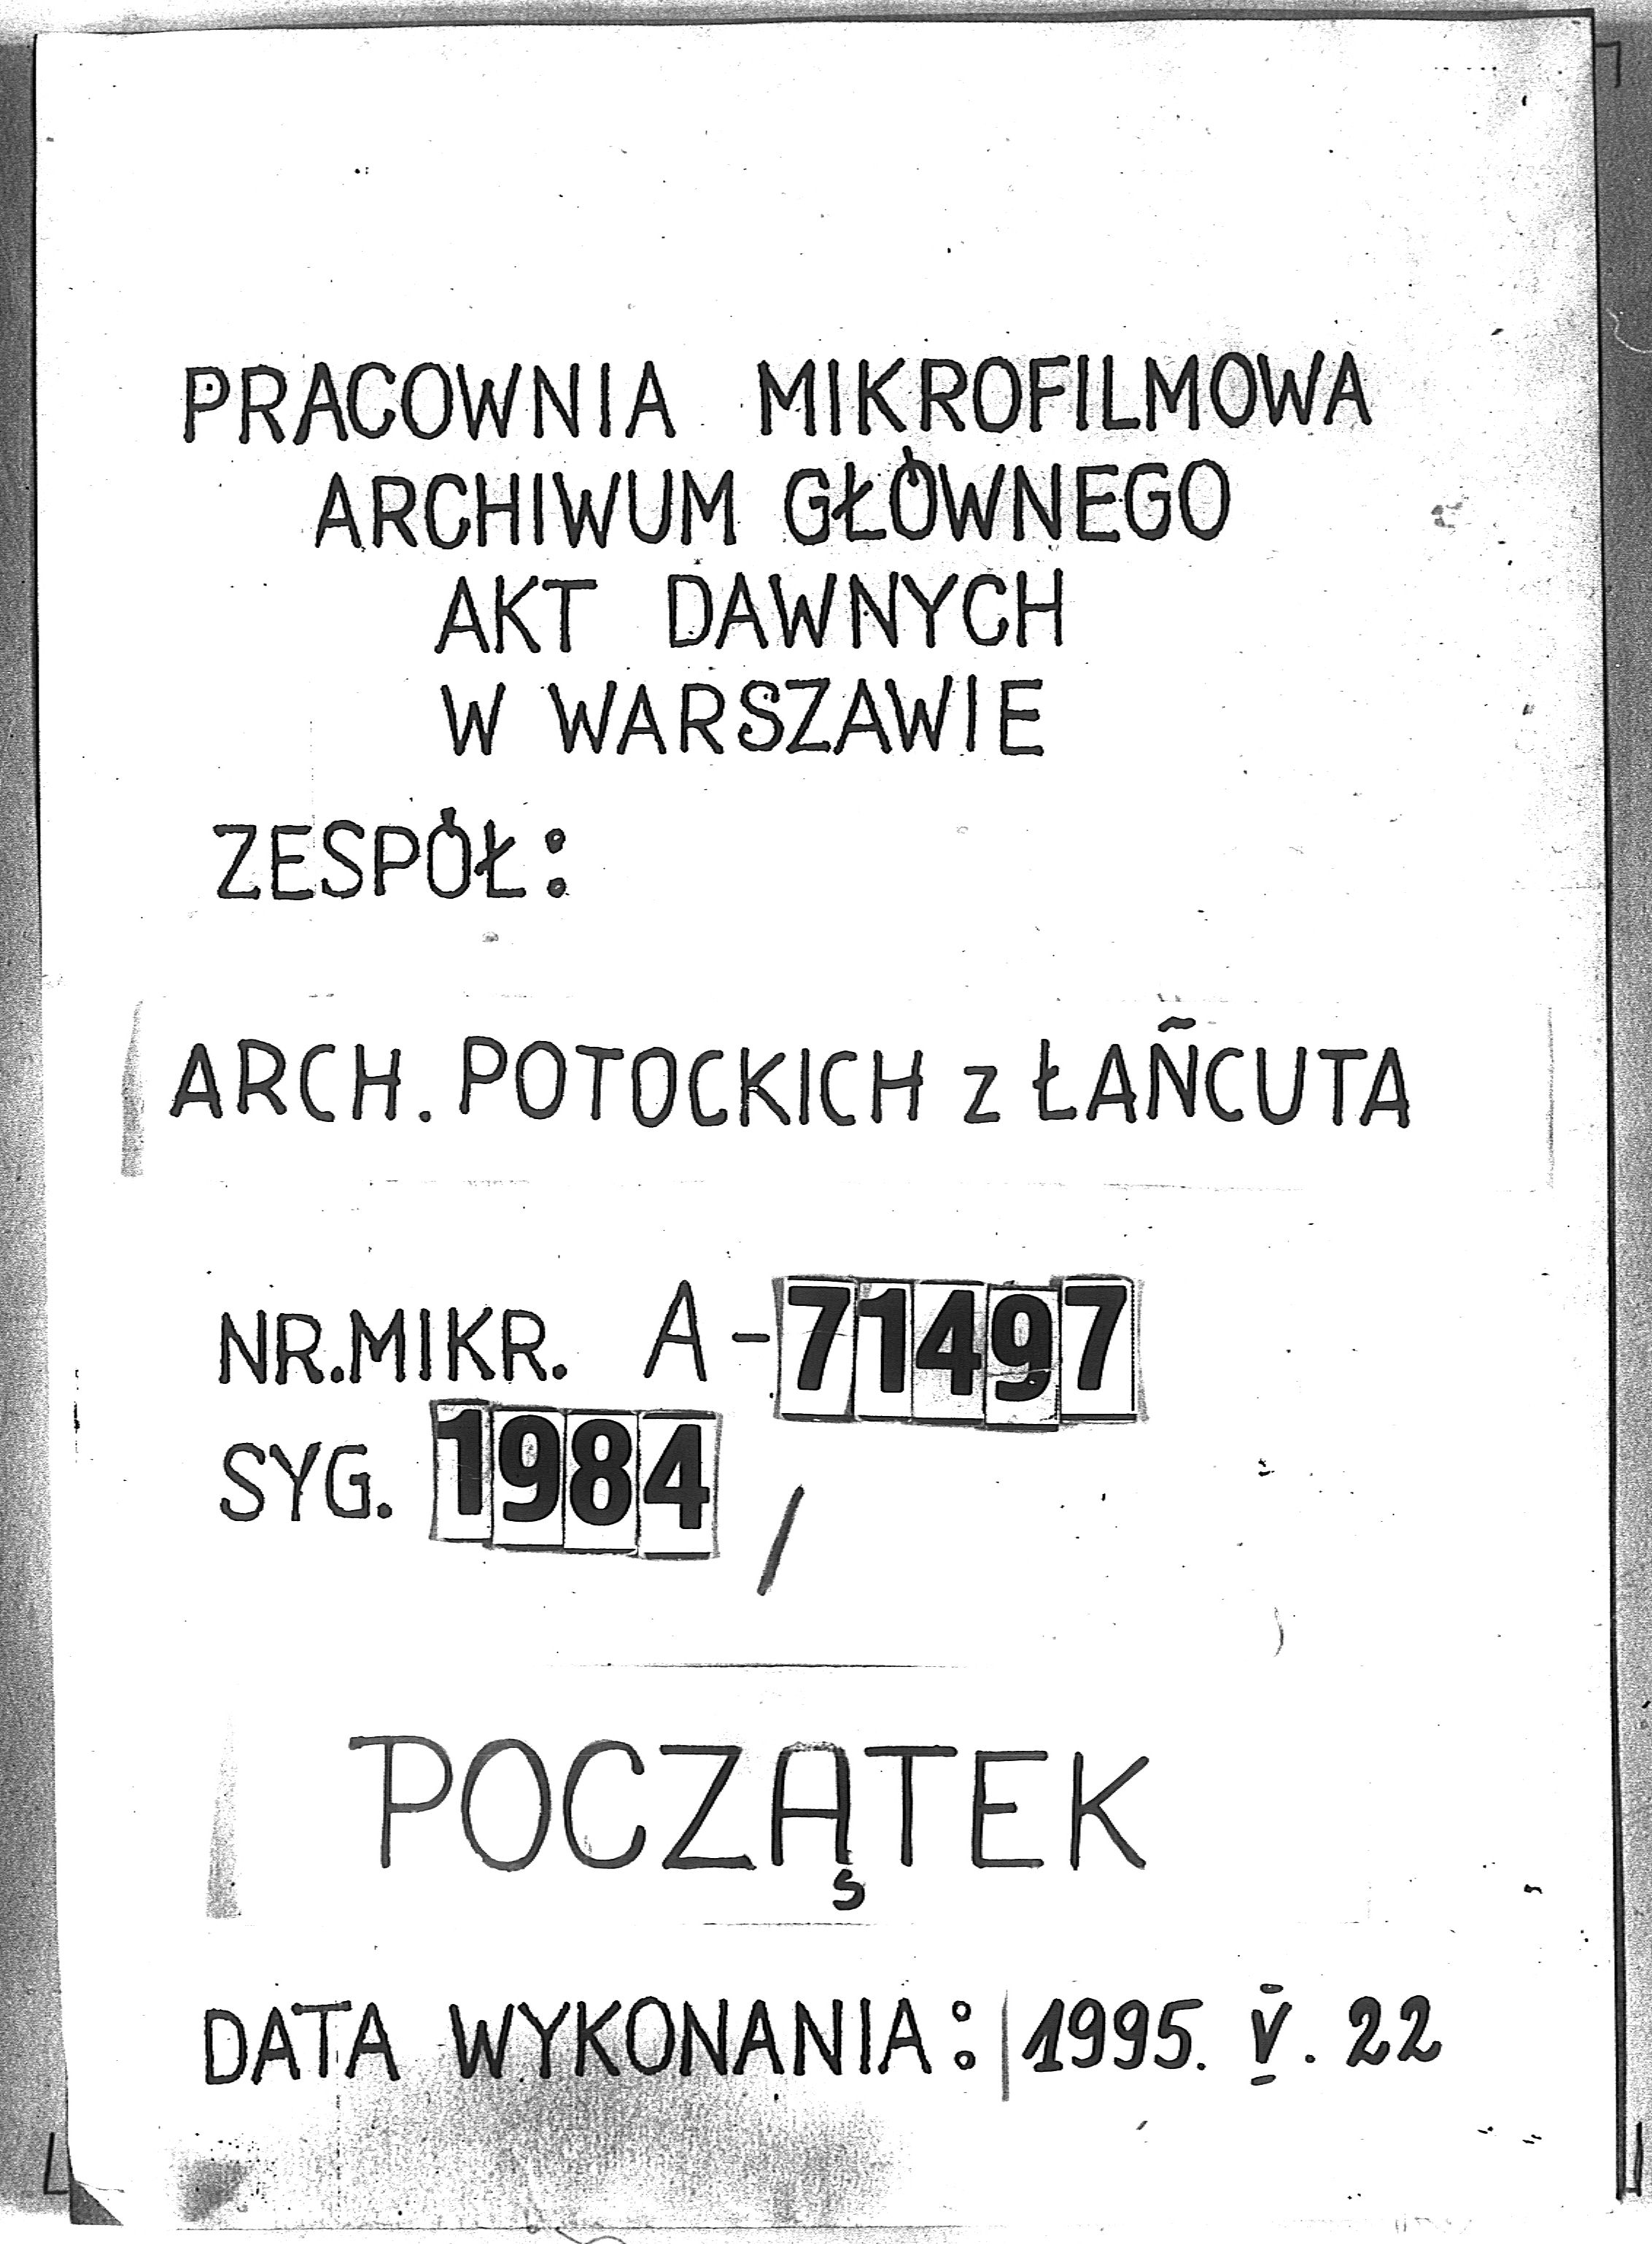 PRACOWNIA MIKROFILMOWA
ARCHIWUM GŁÓWNEGO
AKT DAWNYCH
W WARSZAWIE
ZESPÓŁ:
ARCH. POTOCKICH z ŁAŃCUTA
NR.MIKR. A-71497
SYG. 1984 /
POCZĄTEK
DATA WYKONANIA: 1995. V. 22